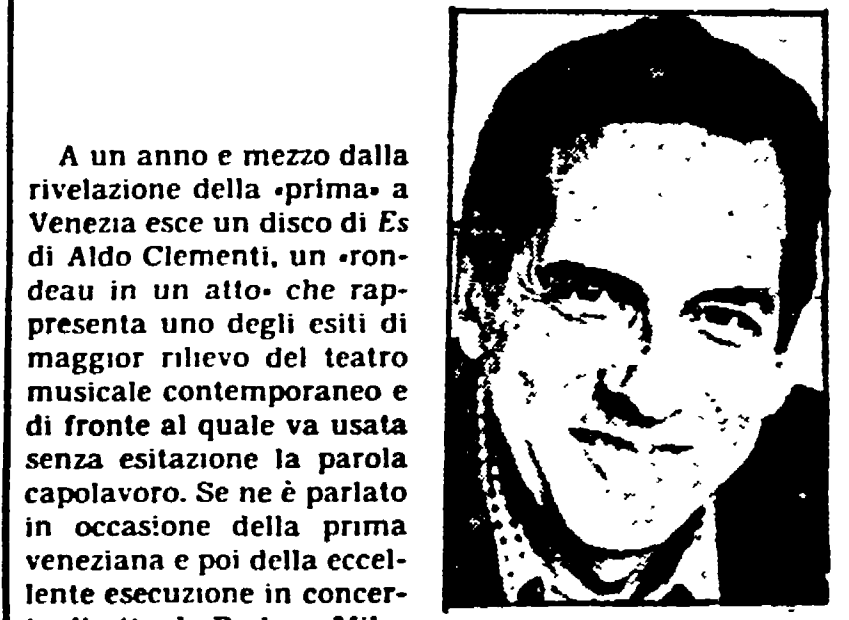 A un anno e mezzo dalla
rivelazione della «prima» a
Venezia esce un disco di Es
di Aldo Clementi, un «ron-
deau in un atto» che rap-
presenta uno degli esiti di
maggior rilievo del teatro
musicale contemporaneo e
di fronte al quale va usata
senza esitazione la parola
capolavoro. Se ne è parlato
in occasione della prima
veneziana e poi della eccel-
lente esecuzione in concer-